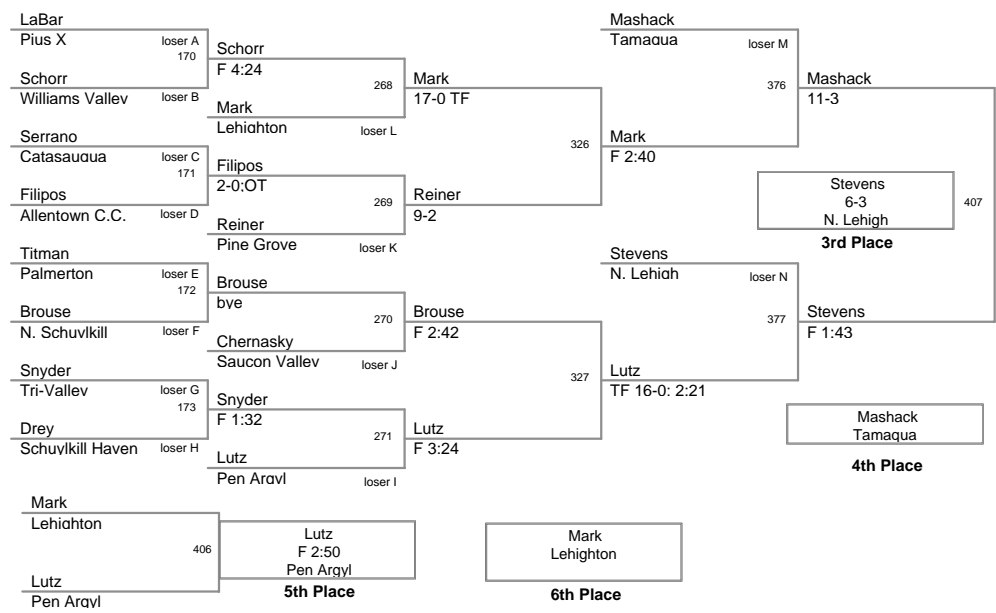 LaBar
Pius X
loser A
170
Schorr
Williams Valley
loser B
Schorr
F 4:24
268
Mark
Lehighton
loser L
Mark
17-0 TF
Serrano
Catasauqua
loser C
171
Filipos
Allentown C.C.
loser D
Filipos
2-0;OT
269
Reiner
Pine Grove
loser K
Reiner
9-2
326
Mark
F 2:40
Mashack
Tamaqua
loser M
376
Mashack
11-3
Titman
Palmerton
loser E
172
Brouse
N. Schuylkill
loser F
Brouse
bye
270
Chernasky
Saucon Valley
loser J
Brouse
F 2:42
Snyder
Tri-Valley
loser G
173
Drey
Schuylkill Haven
loser H
Snyder
F 1:32
271
Lutz
Pen Argyl
loser I
Lutz
F 3:24
327
Lutz
TF 16-0: 2:21
Stevens
N. Lehigh
loser N
377
Stevens
F 1:43
407
Stevens
6-3
N. Lehigh
3rd Place
Mashack
Tamaqua
4th Place
Mark
Lehighton
406
Lutz
Pen Argyl
Lutz
F 2:50
Pen Argyl
5th Place
Mark
Lehighton
6th Place